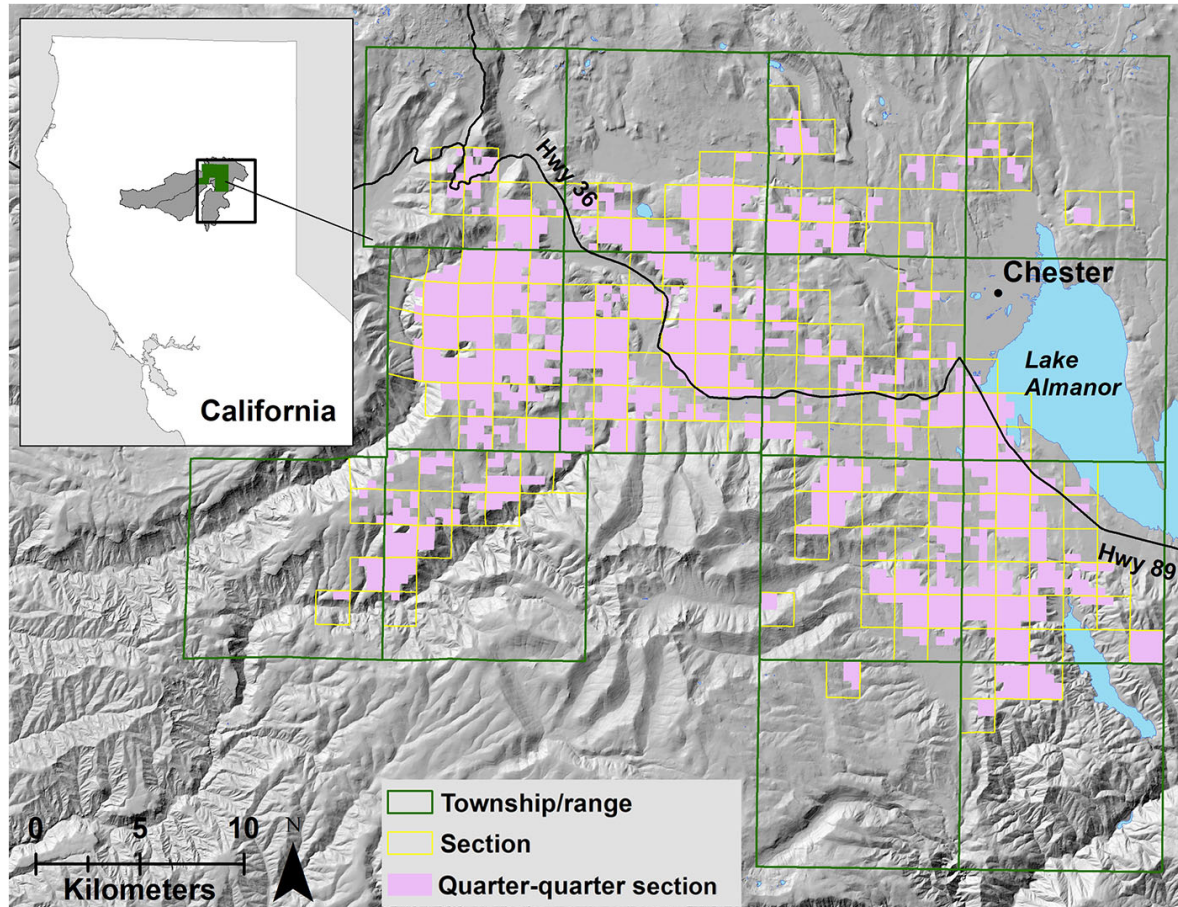 California
Hwy 36
Chester
Lake
Almanor
Hwy 89
0 5 10
Kilometers
N
Township/range
Section
Quarter-quarter section